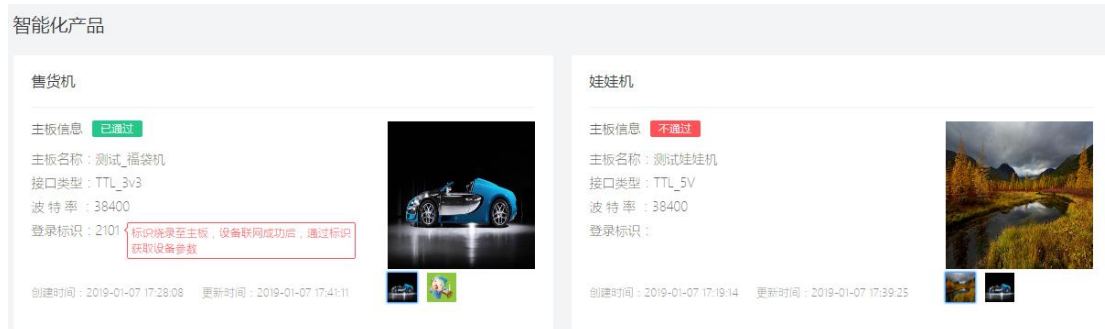 智能化产品
售货机
主板信息 已通过
主板名称：测试_福袋机
接口类型：TTL_3v3
波 特 率 ：38400
登录标识：2101
标识烧录至主板，设备联网成功后，通过标识
获取设备参数
创建时间：2019-01-07 17:28:08 更新时间：2019-01-07 17:41:11
娃娃机
主板信息 不通过
主板名称：测试娃娃机
接口类型：TTL_5V
波 特 率 ：38400
登录标识：
创建时间：2019-01-07 17:19:14 更新时间：2019-01-07 17:39:25